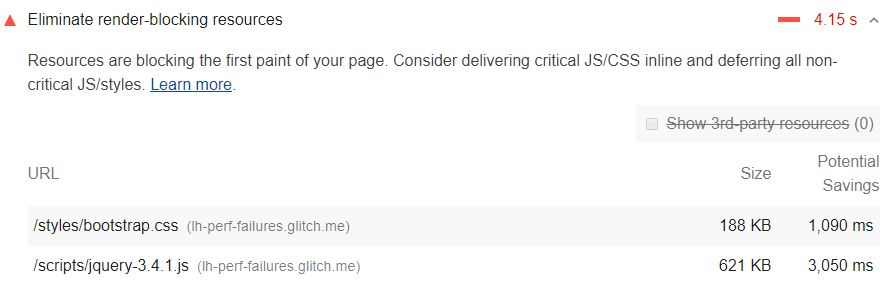 Eliminate render-blocking resources 4.15 s
Resources are blocking the first paint of your page. Consider delivering critical JS/CSS inline and deferring all non-
critical JS/styles. Learn more.
Show 3rd-party resources (0)
URL Size Potential
Savings
/styles/bootstrap.css (lh-perf-failures.glitch.me) 188 KB 1,090 ms
/scripts/jquery-3.4.1.js (lh-perf-failures.glitch.me) 621 KB 3,050 ms